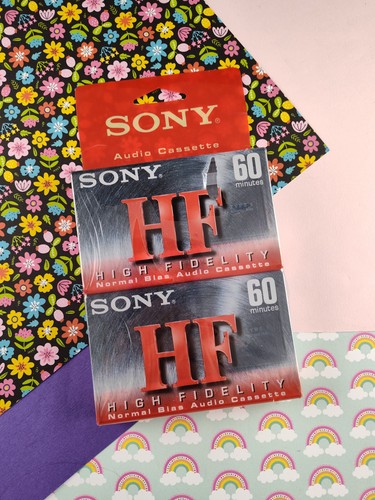 SONY
Audio Cassette
SONY 60
minutes
HF
HIGH FIDELITY
Normal Bias Audio Cassette
SONY 60
minutes
HF
HIGH FIDELITY
Normal Bias Audio Cassette